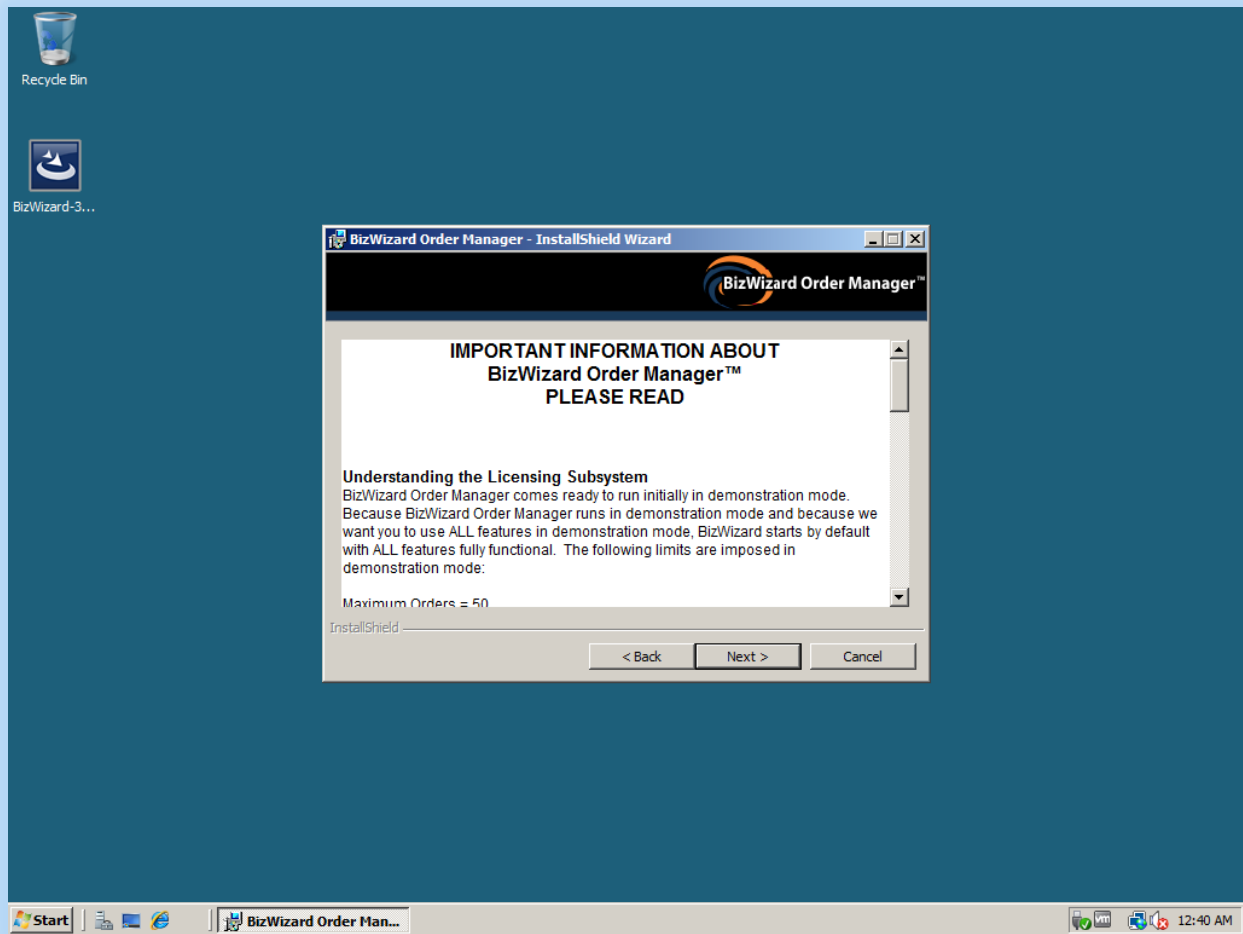 Recycle Bin
BizWizard-3...
BizWizard Order Manager - InstallShield Wizard
BizWizard Order Manager™
IMPORTANT INFORMATION ABOUT
BizWizard Order Manager™
PLEASE READ
Understanding the Licensing Subsystem
BizWizard Order Manager comes ready to run initially in demonstration mode.
Because BizWizard Order Manager runs in demonstration mode and because we
want you to use ALL features in demonstration mode, BizWizard starts by default
with ALL features fully functional.  The following limits are imposed in
demonstration mode:
Maximum Orders = 50
InstallShield
< Back
Next >
Cancel
Start
BizWizard Order Man...
vm
12:40 AM